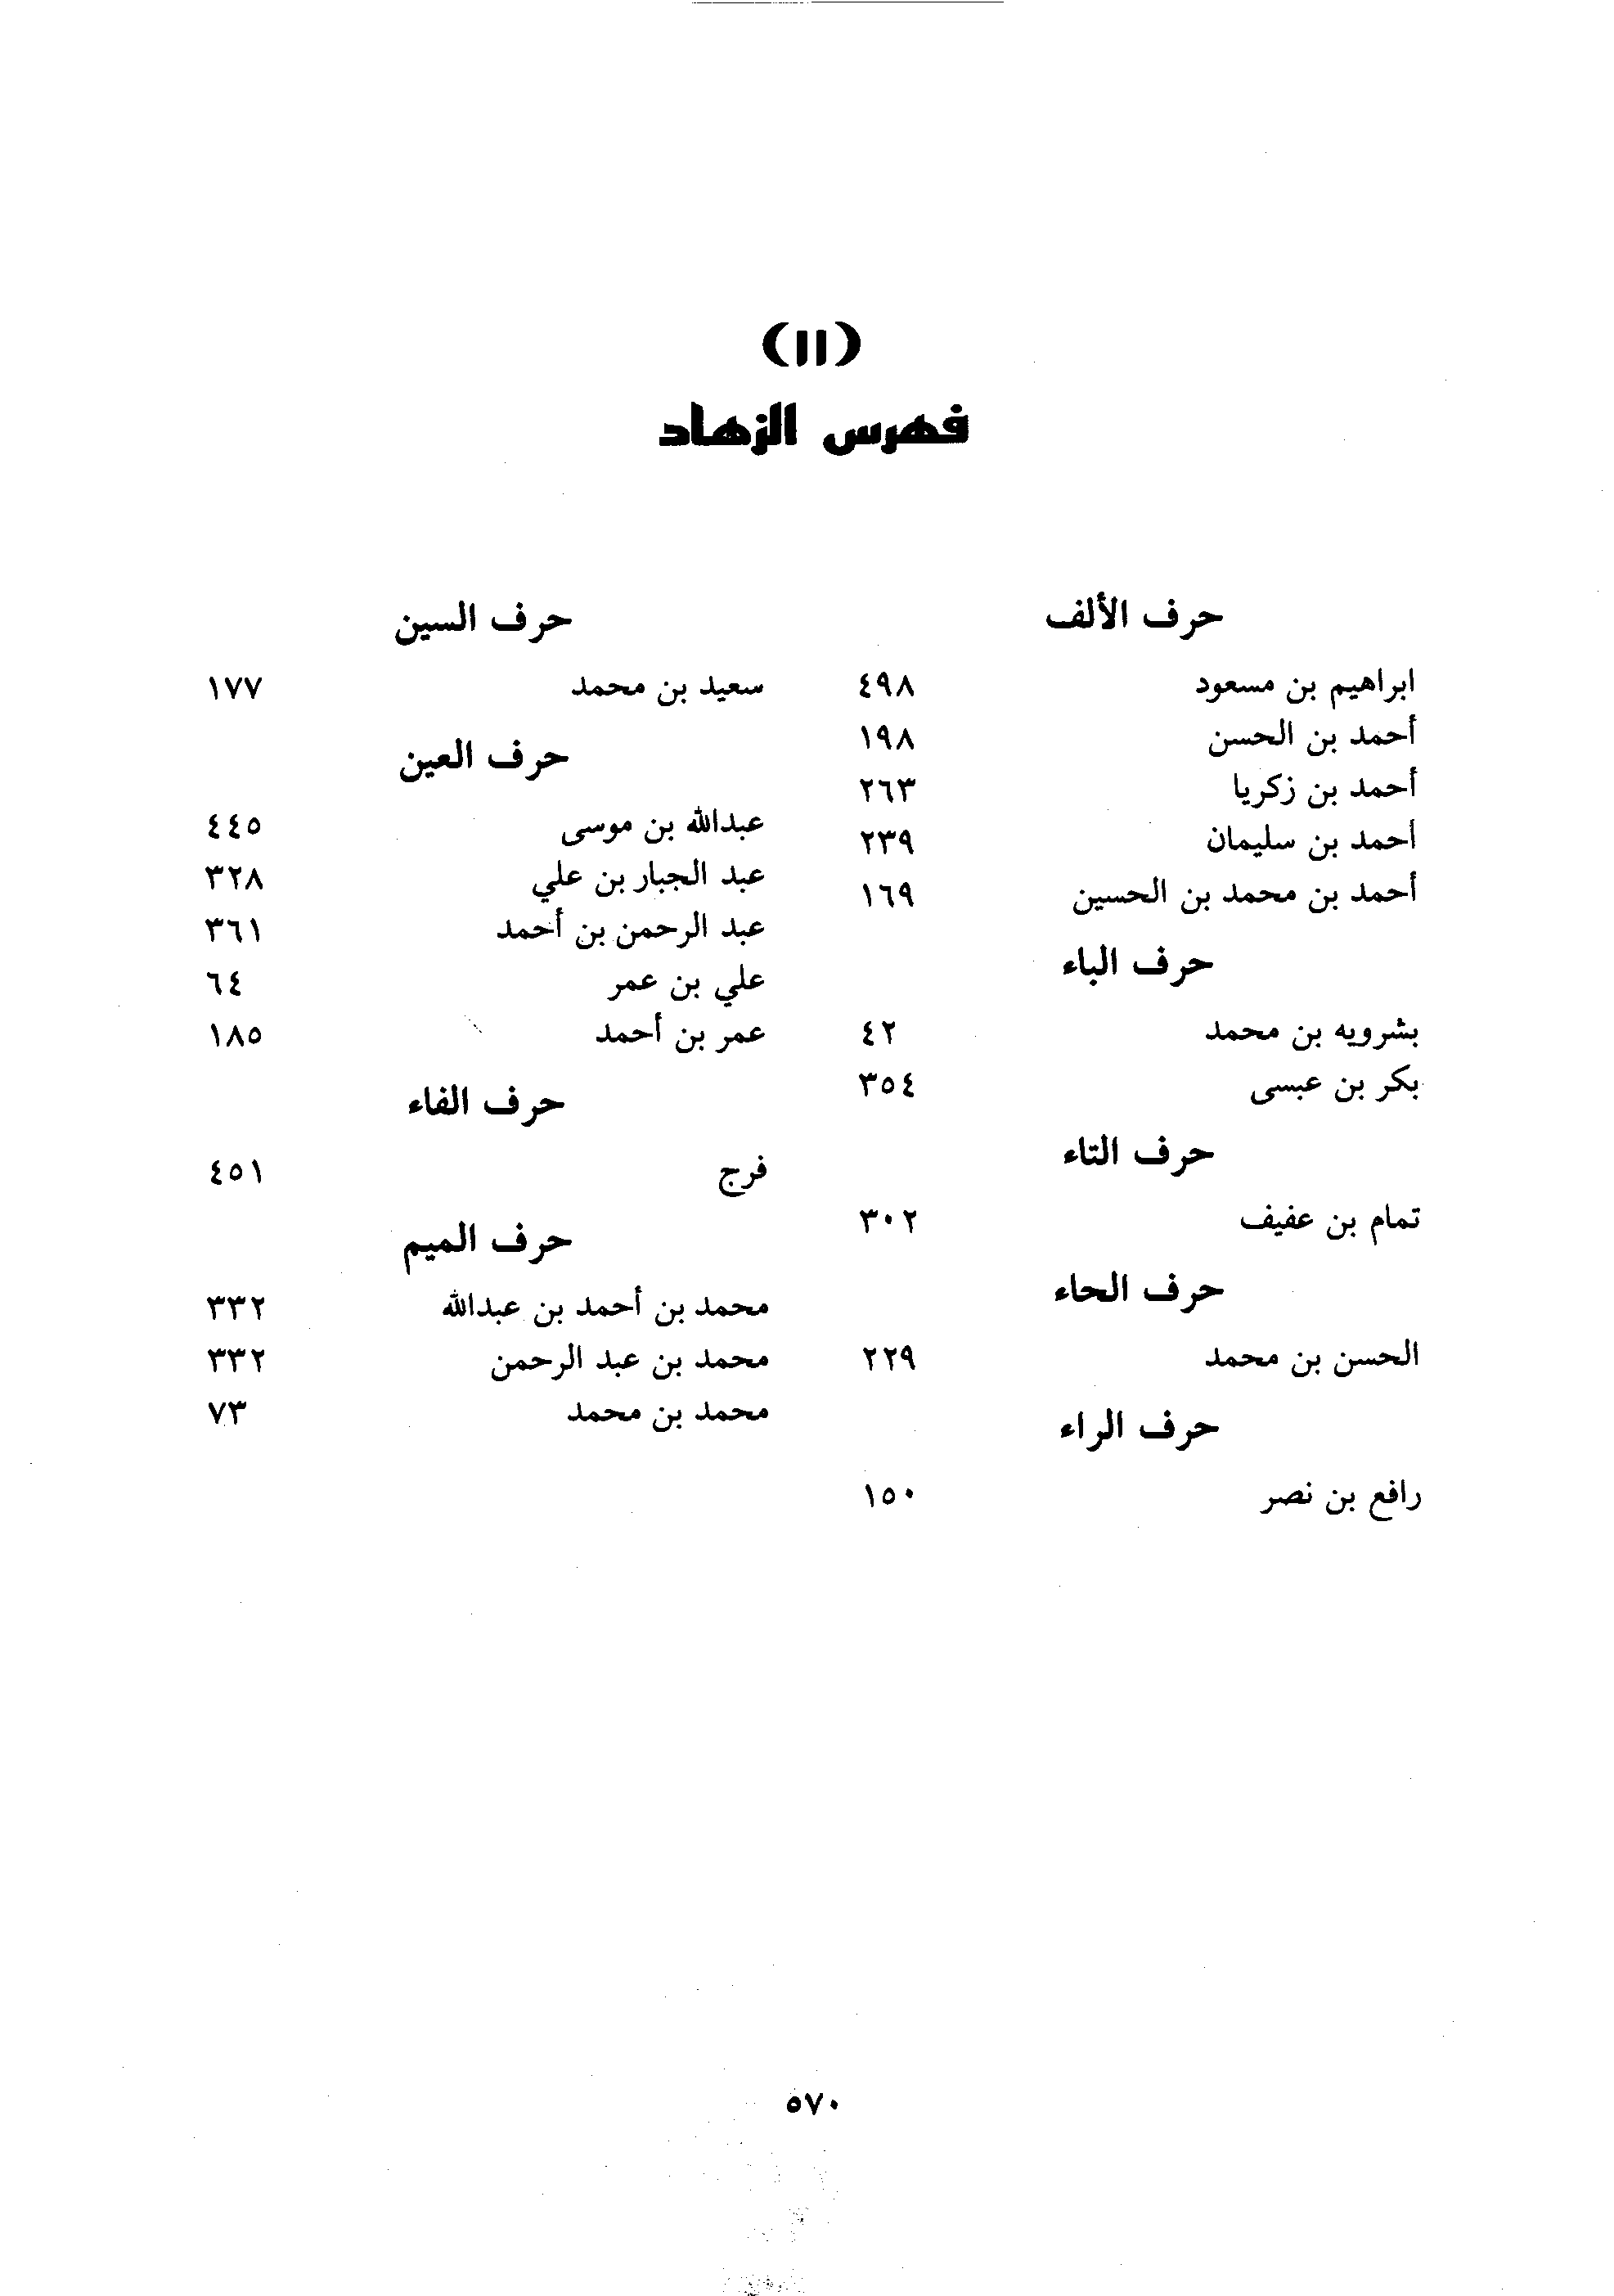 (١١)
فهرس الزهاد
حرف الألف
ابراهيم بن مسعود ٤٩٨
أحمد بن الحسن ١٩٨
أحمد بن زكريا ٢٦٣
أحمد بن سليمان ٢٣٩
أحمد بن محمد بن الحسين ١٦٩
حرف الباء
بشرويه بن محمد ٤٢
بكر بن عبسى ٣٥٤
حرف التاء
تمام بن عفيف ٣٠٢
حرف الحاء
الحسن بن محمد ٢٢٩
حرف الراء
رافع بن نصر ١٥٠
حرف السين
سعيد بن محمد ١٧٧
حرف العين
عبدالله بن موسى ٤٤٥
عبد الجبار بن علي ٣٢٨
عبد الرحمن بن أحمد ٣٦١
علي بن عمر ٦٤
عمر بن أحمد ١٨٥
حرف الفاء
فرج ٤٥١
حرف الميم
محمد بن أحمد بن عبدالله ٣٣٢
محمد بن عبد الرحمن ٣٣٢
محمد بن محمد ٧٣
٥٧٠